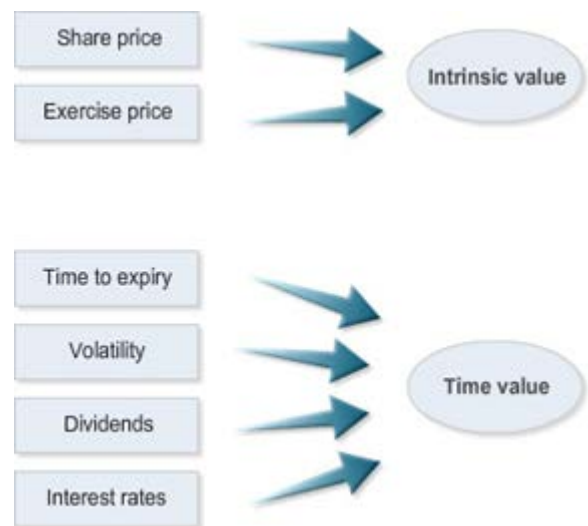 Share price
Exercise price
Intrinsic value
Time to expiry
Volatility
Dividends
Interest rates
Time value